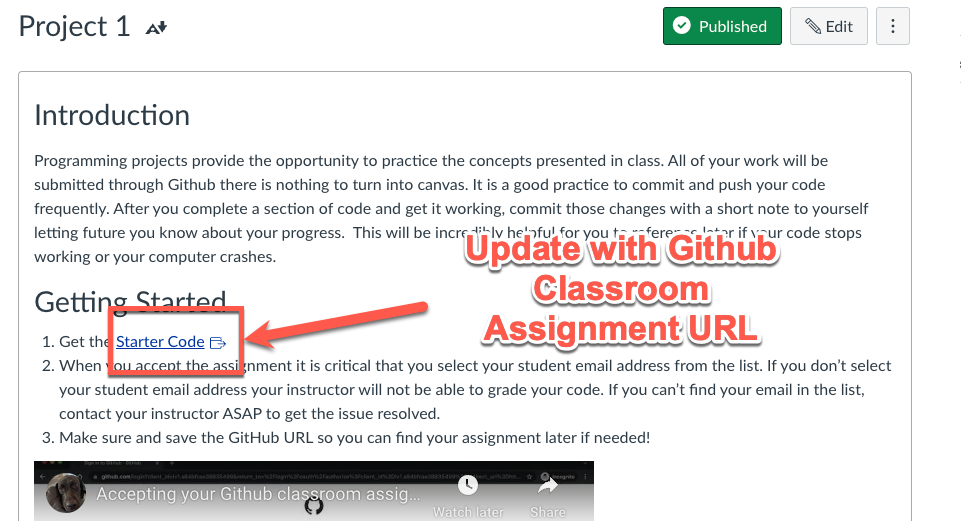 Project 1
Published
Edit
Introduction
Programming projects provide the opportunity to practice the concepts presented in class. All of your work will be
submitted through Github there is nothing to turn into canvas. It is a good practice to commit and push your code
frequently. After you complete a section of code and get it working, commit those changes with a short note to yourself
letting future you know about your progress.  This will be incredibly helpful for you to reference later if your code stops
working or your computer crashes.
Update with Github
Classroom
Assignment URL
Getting Started
1. Get the Starter Code
2. When you accept the assignment it is critical that you select your student email address from the list. If you don’t select
your student email address your instructor will not be able to grade your code. If you can’t find your email in the list,
contact your instructor ASAP to get the issue resolved.
3. Make sure and save the GitHub URL so you can find your assignment later if needed!
Accepting your Github classroom assig...
Watch later
Share